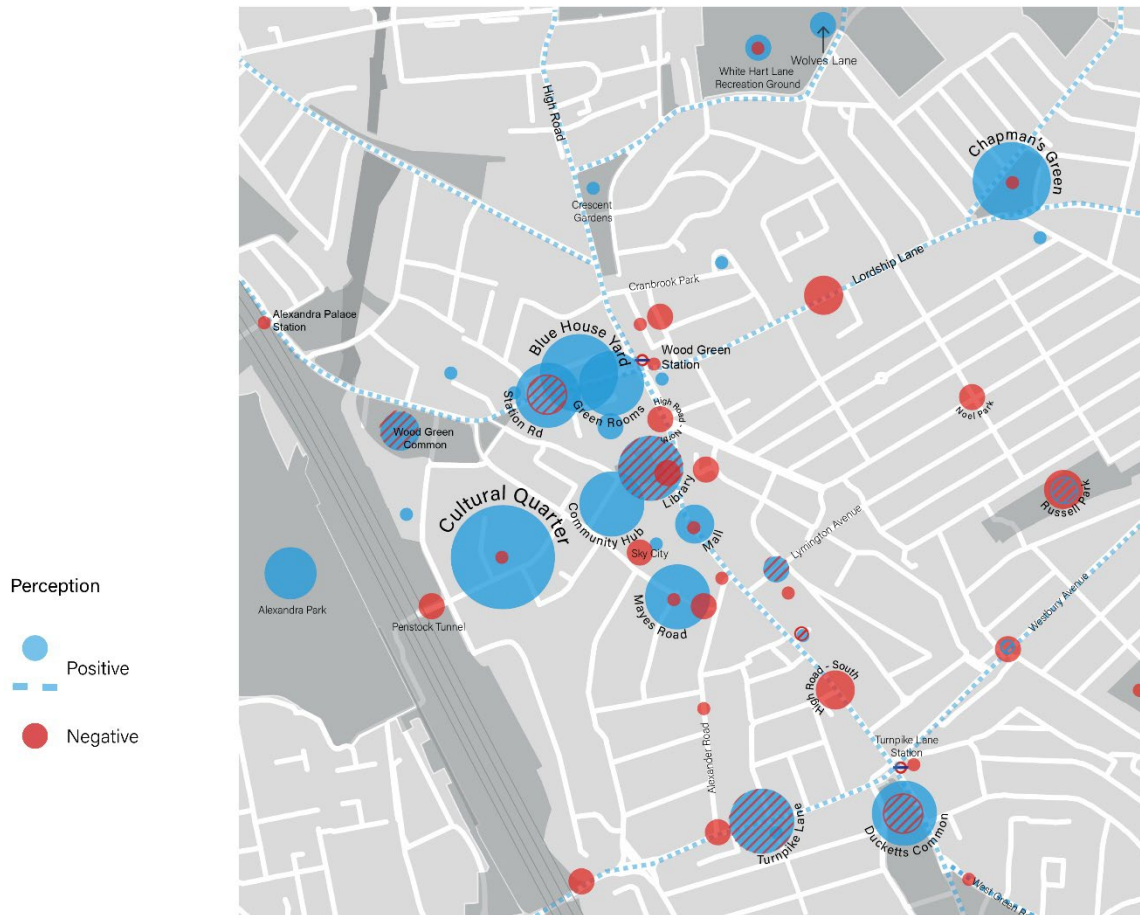 Wolves Lane
White Hart Lane
Recreation Ground
High Road
Chapman's Green
Crescent
Gardens
Lordship Lane
Cranbrook Park
Alexandra Palace
Station
Blue House Yard
Wood Green
Station
Station Rd
Green Rooms
High Road
- North
Noel Park
Wood Green
Common
Library
Russell Park
Cultural Quarter
Community Hub
Mall
Sky City
Lymington Avenue
Perception
Alexandra Park
Penstock Tunnel
Mayes Road
Westbury Avenue
Positive
High Road - South
Negative
Turnpike Lane
Station
Alexander Road
Turnpike Lane
Ducketts Common
West Green